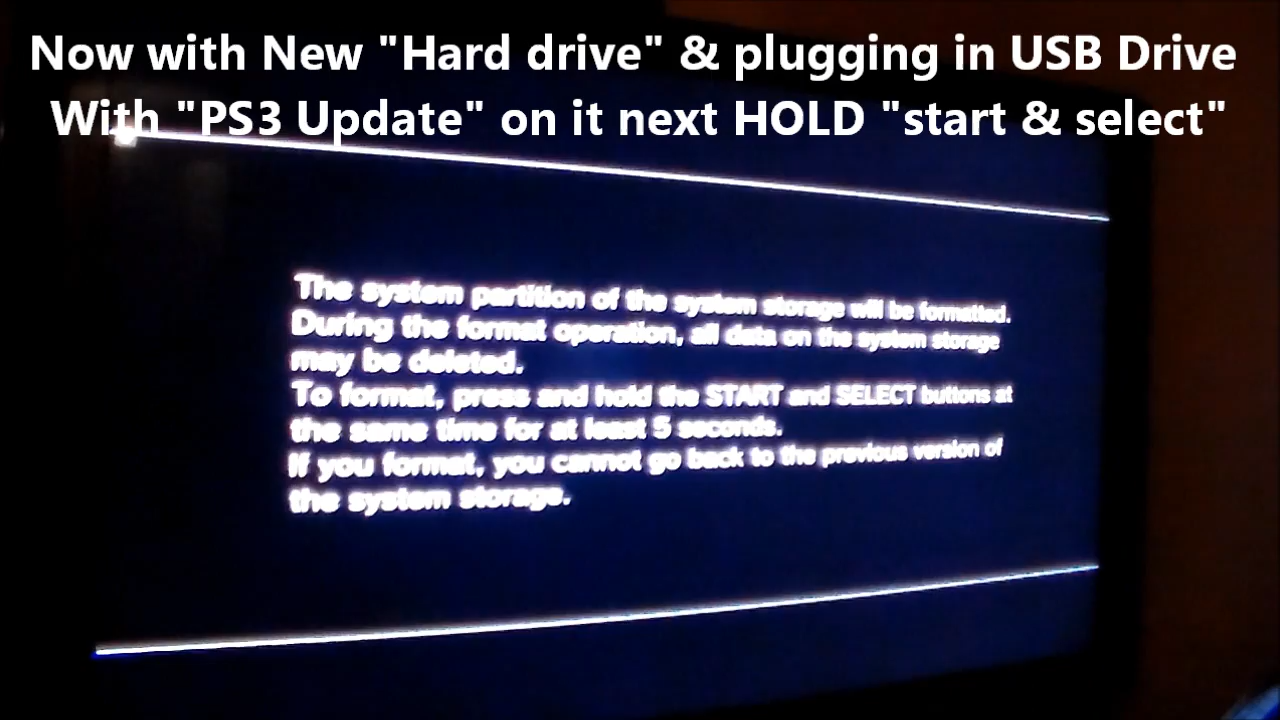 Now with New "Hard drive" & plugging in USB Drive
With "PS3 Update" on it next HOLD "start & select"
The system partition of the system storage will be formatted.
During the format operation, all data on the system storage
may be deleted.
To format, press and hold the START and SELECT buttons at
the same time for at least 5 seconds.
If you format, you cannot go back to the previous version of
the system storage.